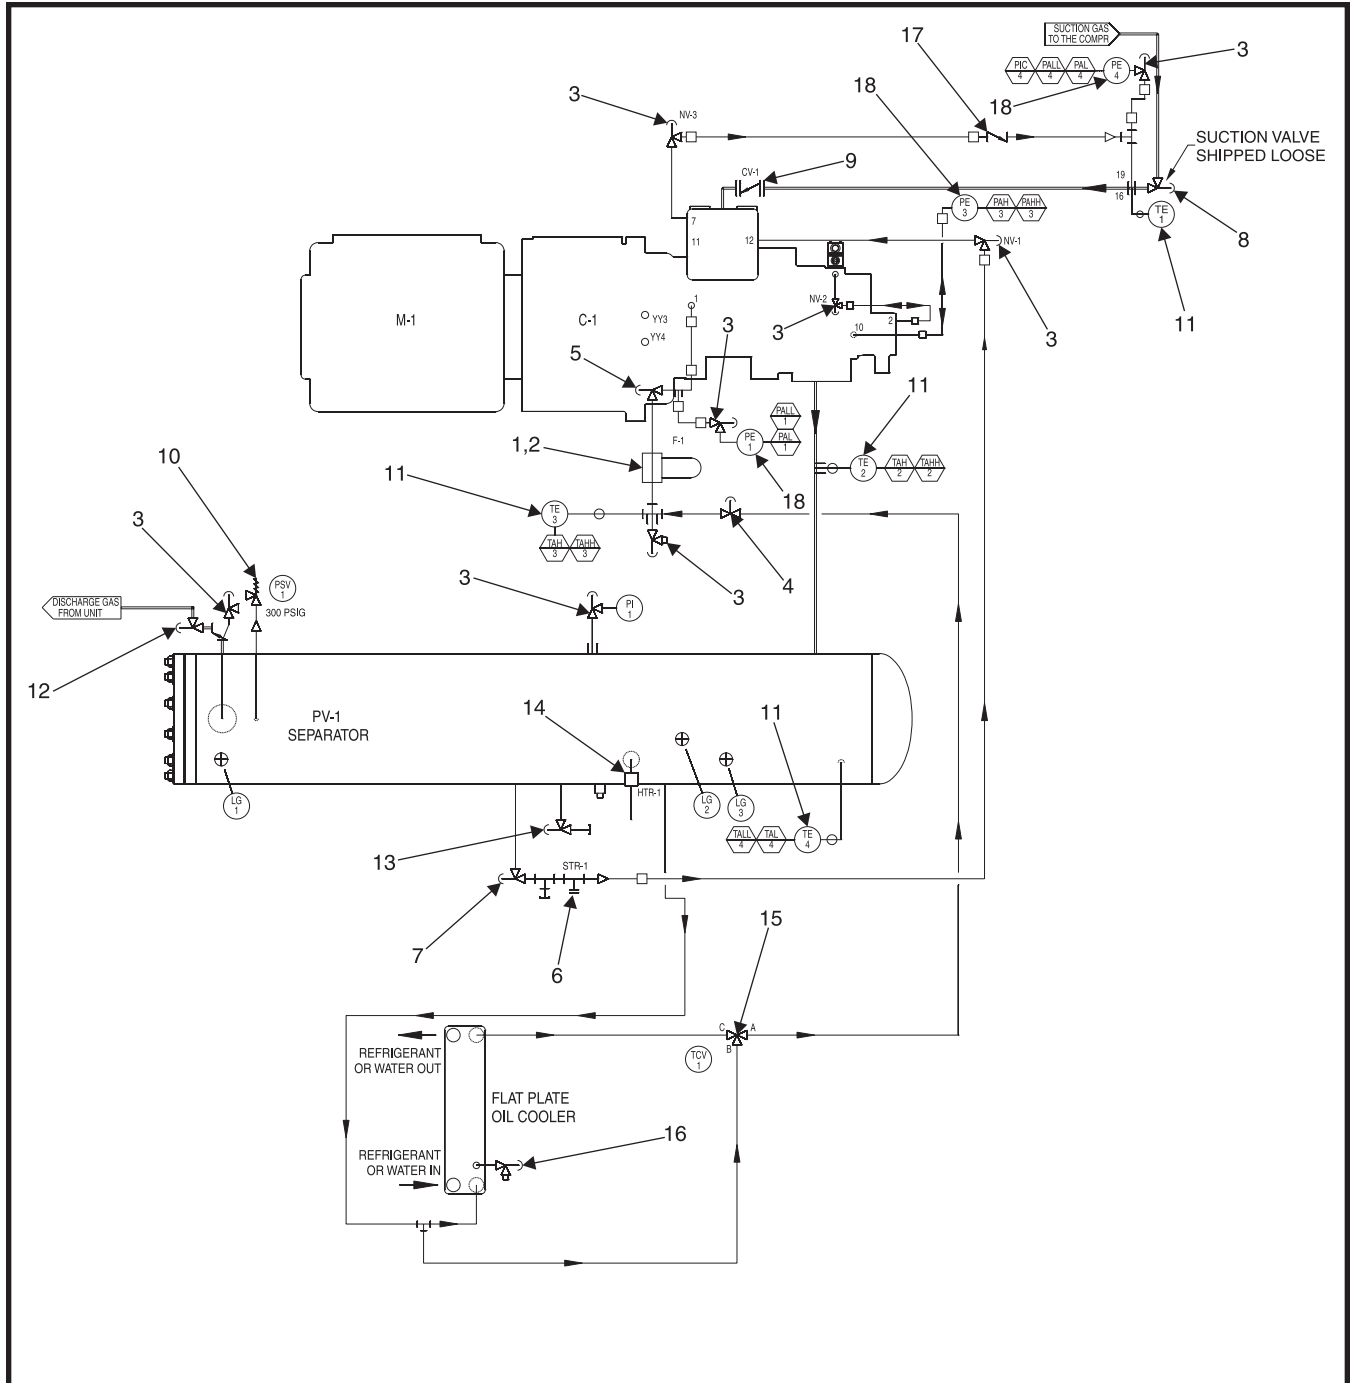 SUCTION GAS
TO THE COMPR
17
3
PIC
4
PALL
4
PAL
4
PE
4
18
18
3
NV-3
SUCTION VALVE
SHIPPED LOOSE
9
CV-1
19
16
PE
3
PAH
3
PAHH
3
TE
1
8
7
11
12
NV-1
11
3
M-1
C-1
YY3
YY4
1
NV-2
3
2
10
3
5
PALL
1
PAL
1
PE
1
F-1
1,2
18
11
TE
2
TAH
2
TAHH
2
10
11
TE
3
TAH
3
TAHH
3
3
4
3
3
PSV
1
300 PSIG
DISCHARGE GAS
FROM UNIT
PI
1
12
PV-1
SEPARATOR
14
11
HTR-1
LG
1
LG
2
LG
3
TALL
4
TAL
4
TE
4
13
STR-1
7
6
15
C
A
B
TCV
1
REFRIGERANT
OR WATER OUT
FLAT PLATE
OIL COOLER
REFRIGERANT
OR WATER IN
16